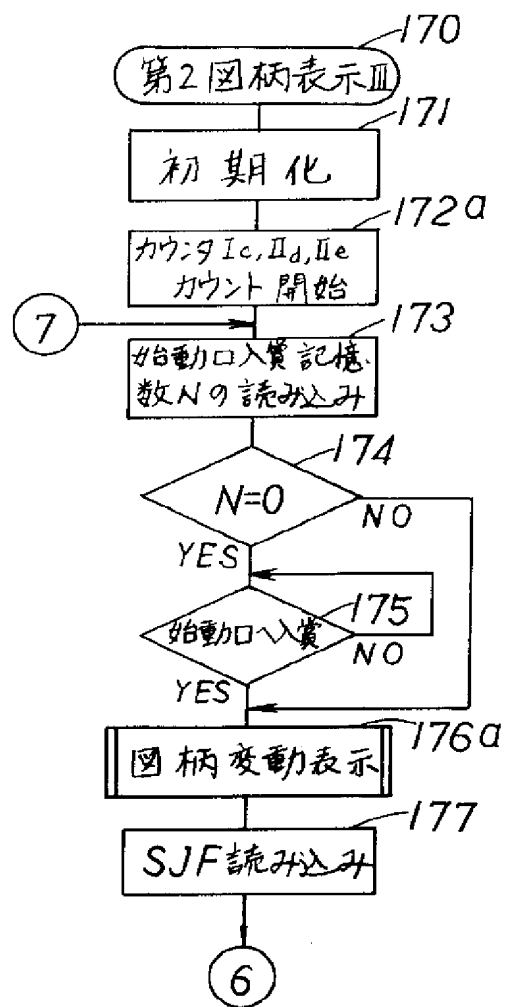 170
第2図柄表示Ⅲ
171
初期化
172a
カウンタⅠc,Ⅱd,Ⅱe
カウント開始
7
173
始動口入賞記憶
数Nの読み込み
174
N=0
NO
YES
175
始動口へ入賞
NO
YES
176a
図柄変動表示
177
SJF読み込み
6